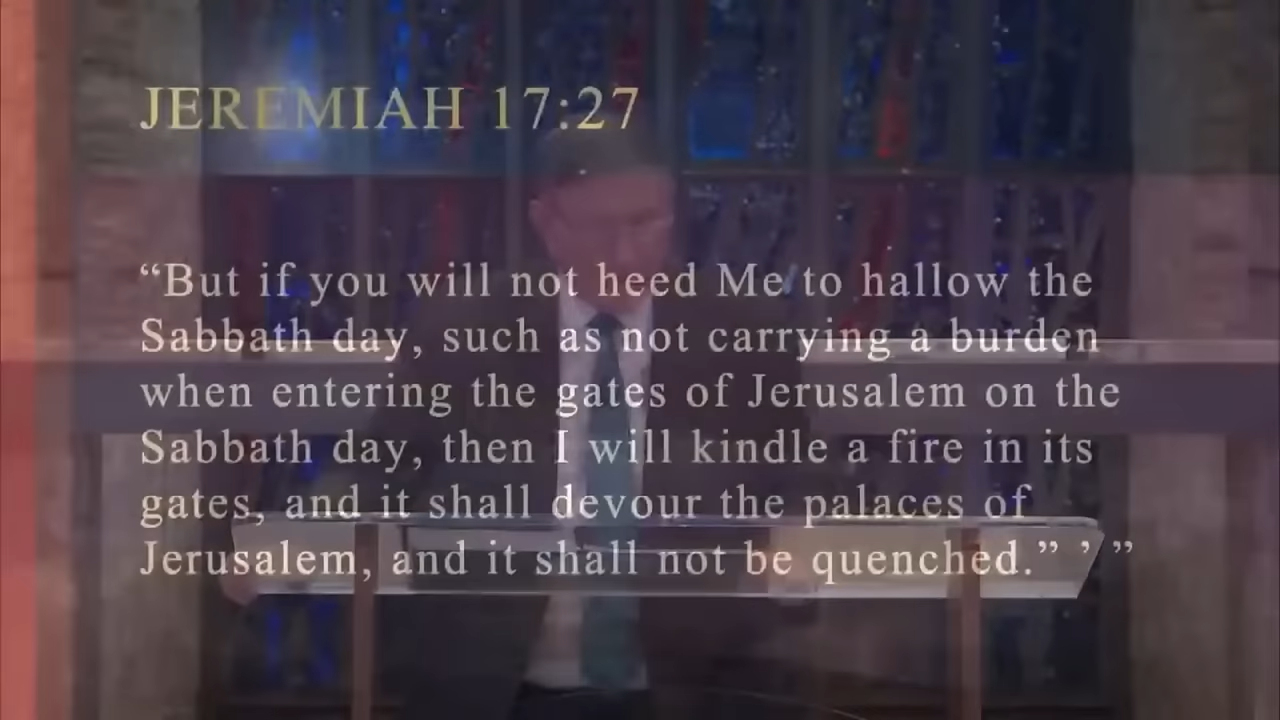 JEREMIAH 17:27
“But if you will not heed Me to hallow the
Sabbath day, such as not carrying a burden
when entering the gates of Jerusalem on the
Sabbath day, then I will kindle a fire in its
gates, and it shall devour the palaces of
Jerusalem, and it shall not be quenched.” ’ ”